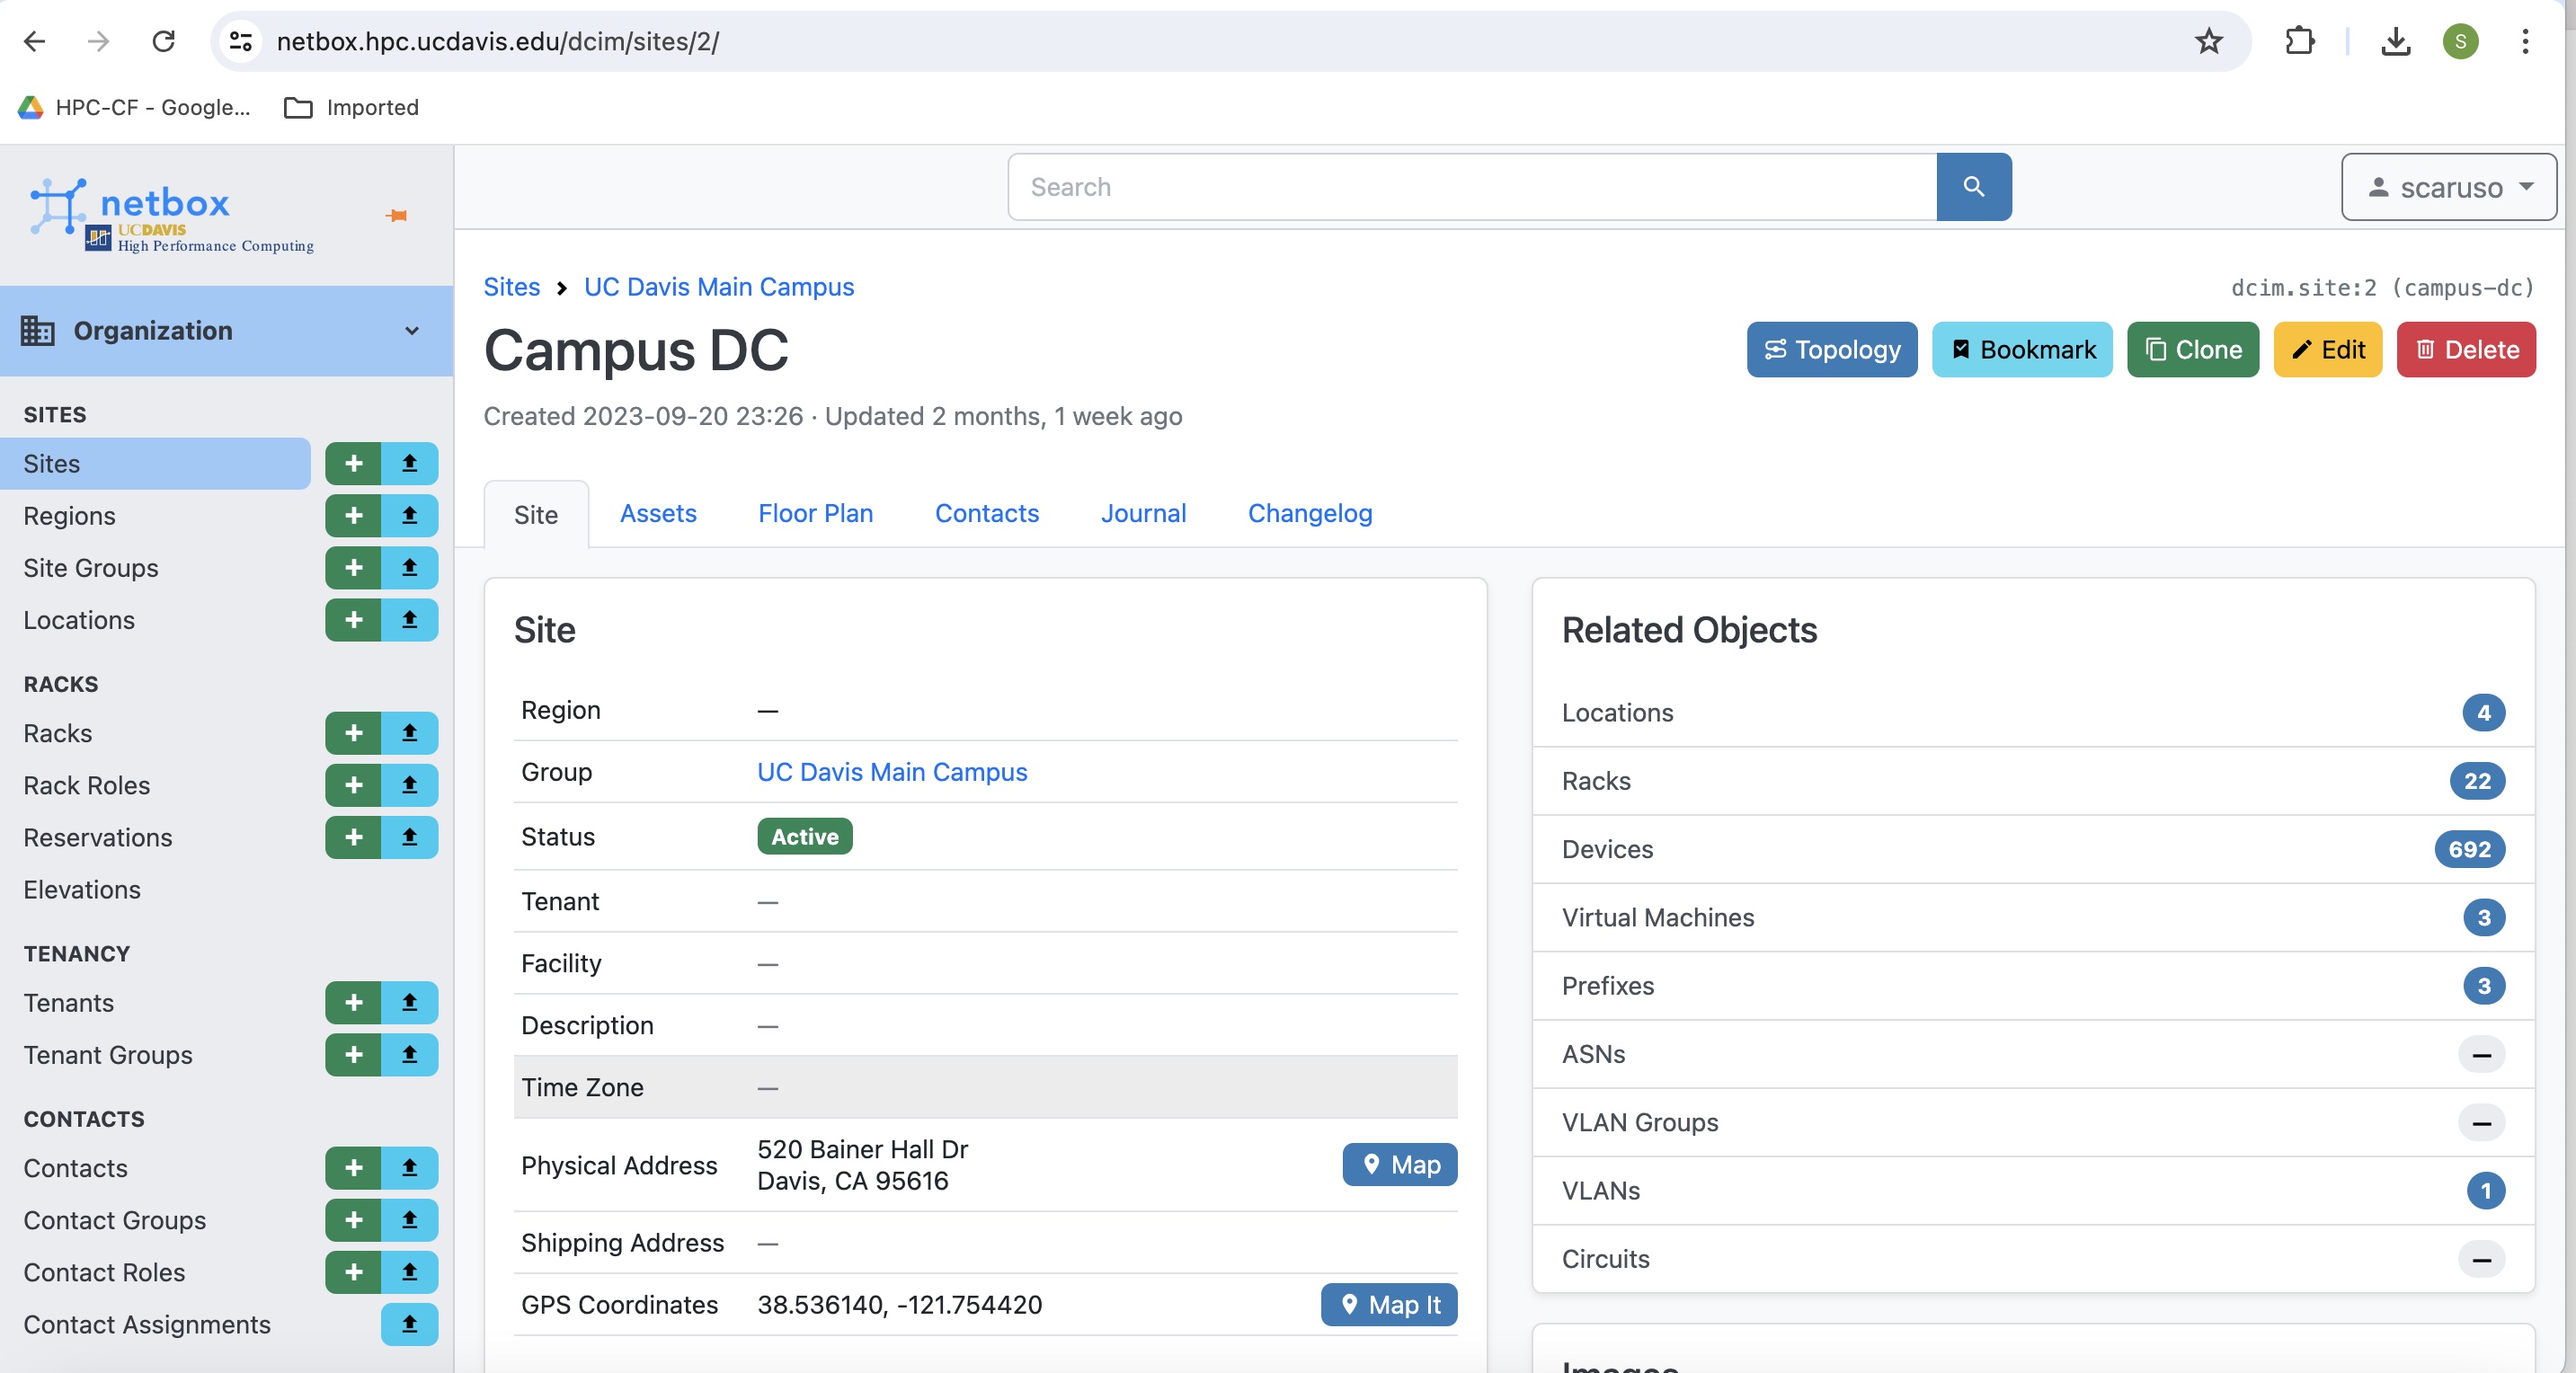 netbox.hpc.ucdavis.edu/dcim/sites/2/
S
HPC-CF - Google...
Imported
netbox
UCDAVIS
High Performance Computing
Search
scaruso
Organization
SITES
Sites
Regions
Site Groups
Locations
RACKS
Racks
Rack Roles
Reservations
Elevations
TENANCY
Tenants
Tenant Groups
CONTACTS
Contacts
Contact Groups
Contact Roles
Contact Assignments
Sites > UC Davis Main Campus
dcim.site:2 (campus-dc)
Campus DC
Topology Bookmark Clone Edit Delete
Created 2023-09-20 23:26 · Updated 2 months, 1 week ago
Site Assets Floor Plan Contacts Journal Changelog
Site
Region —
Group UC Davis Main Campus
Status Active
Tenant —
Facility —
Description —
Time Zone —
Physical Address 520 Bainer Hall Dr
Davis, CA 95616
Map
Shipping Address —
GPS Coordinates 38.536140, -121.754420 Map It
Related Objects
Locations 4
Racks 22
Devices 692
Virtual Machines 3
Prefixes 3
ASNs —
VLAN Groups —
VLANs 1
Circuits —
Images